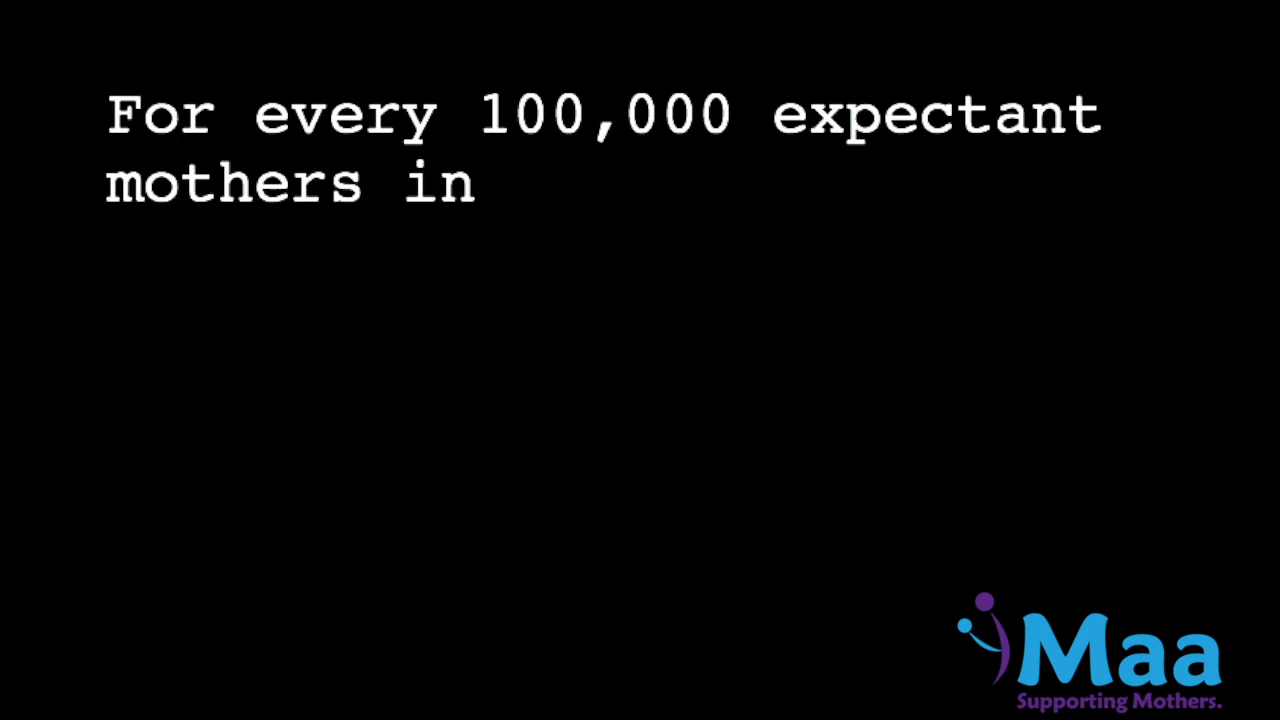 For every 100,000 expectant
mothers in
Maa
Supporting Mothers.